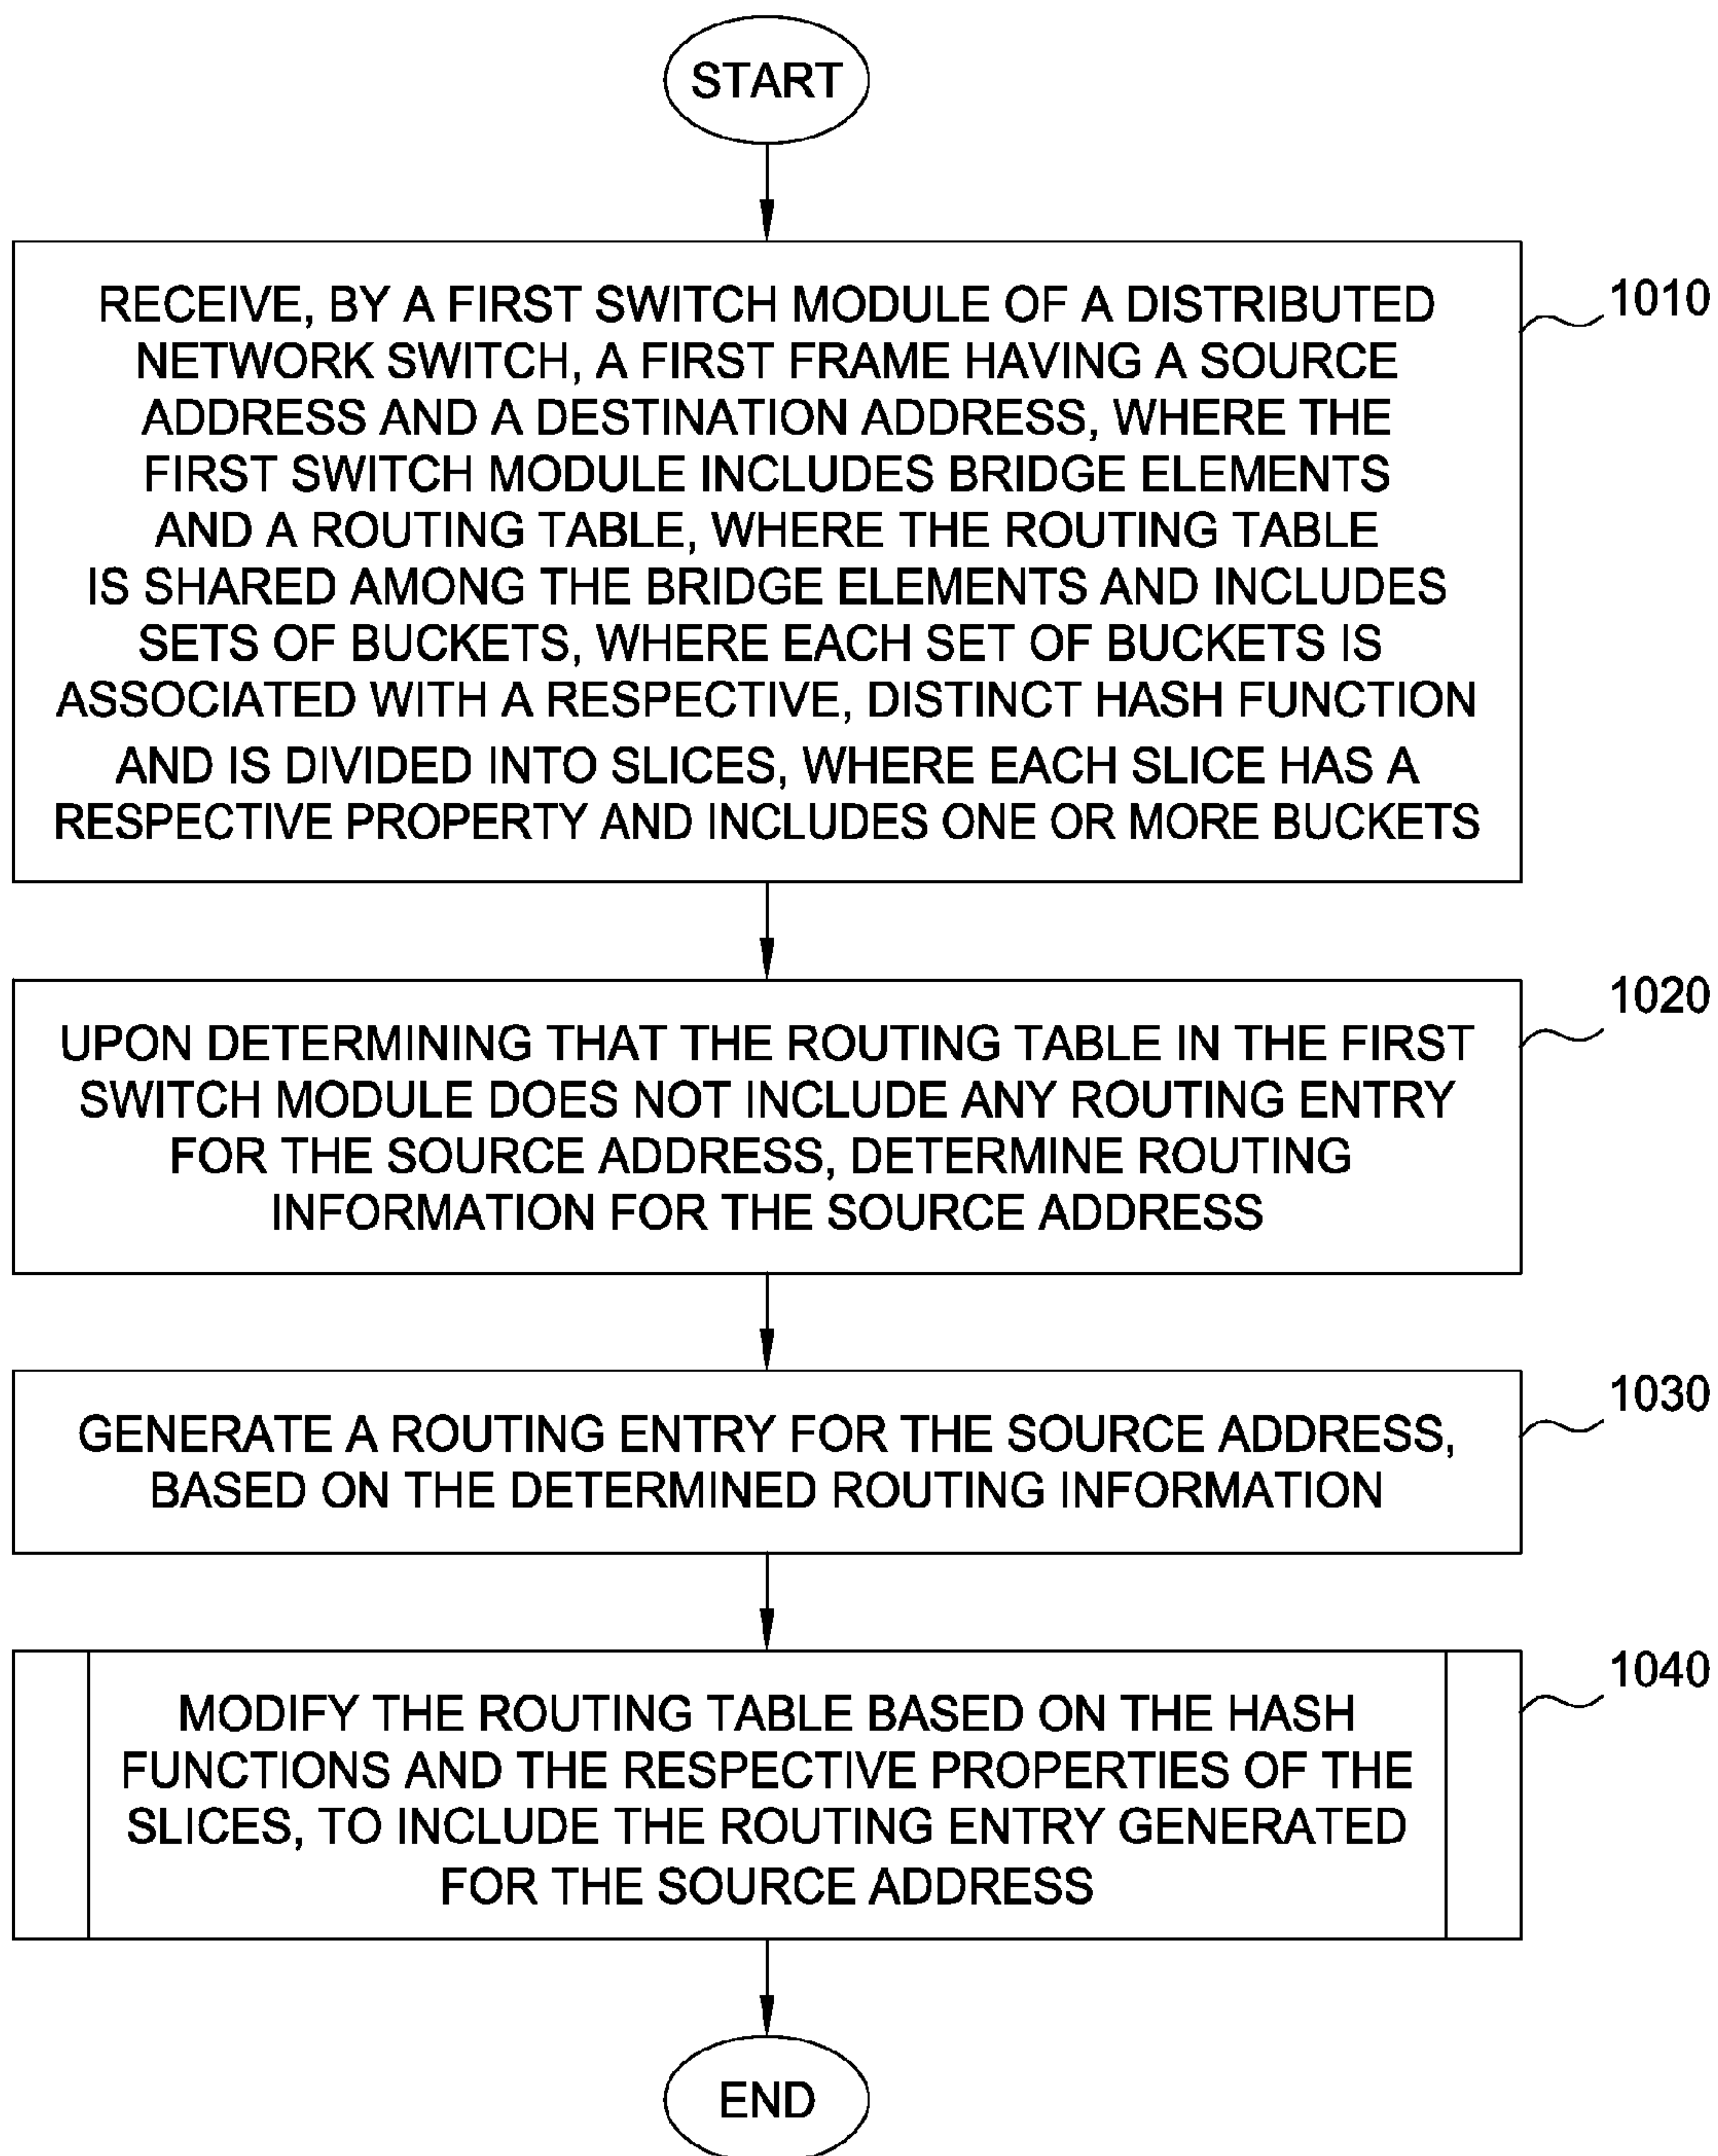 START
RECEIVE, BY A FIRST SWITCH MODULE OF A DISTRIBUTED
NETWORK SWITCH, A FIRST FRAME HAVING A SOURCE
ADDRESS AND A DESTINATION ADDRESS, WHERE THE
FIRST SWITCH MODULE INCLUDES BRIDGE ELEMENTS
AND A ROUTING TABLE, WHERE THE ROUTING TABLE
IS SHARED AMONG THE BRIDGE ELEMENTS AND INCLUDES
SETS OF BUCKETS, WHERE EACH SET OF BUCKETS IS
ASSOCIATED WITH A RESPECTIVE, DISTINCT HASH FUNCTION
AND IS DIVIDED INTO SLICES, WHERE EACH SLICE HAS A
RESPECTIVE PROPERTY AND INCLUDES ONE OR MORE BUCKETS
1010
UPON DETERMINING THAT THE ROUTING TABLE IN THE FIRST
SWITCH MODULE DOES NOT INCLUDE ANY ROUTING ENTRY
FOR THE SOURCE ADDRESS, DETERMINE ROUTING
INFORMATION FOR THE SOURCE ADDRESS
1020
GENERATE A ROUTING ENTRY FOR THE SOURCE ADDRESS,
BASED ON THE DETERMINED ROUTING INFORMATION
1030
MODIFY THE ROUTING TABLE BASED ON THE HASH
FUNCTIONS AND THE RESPECTIVE PROPERTIES OF THE
SLICES, TO INCLUDE THE ROUTING ENTRY GENERATED
FOR THE SOURCE ADDRESS
1040
END